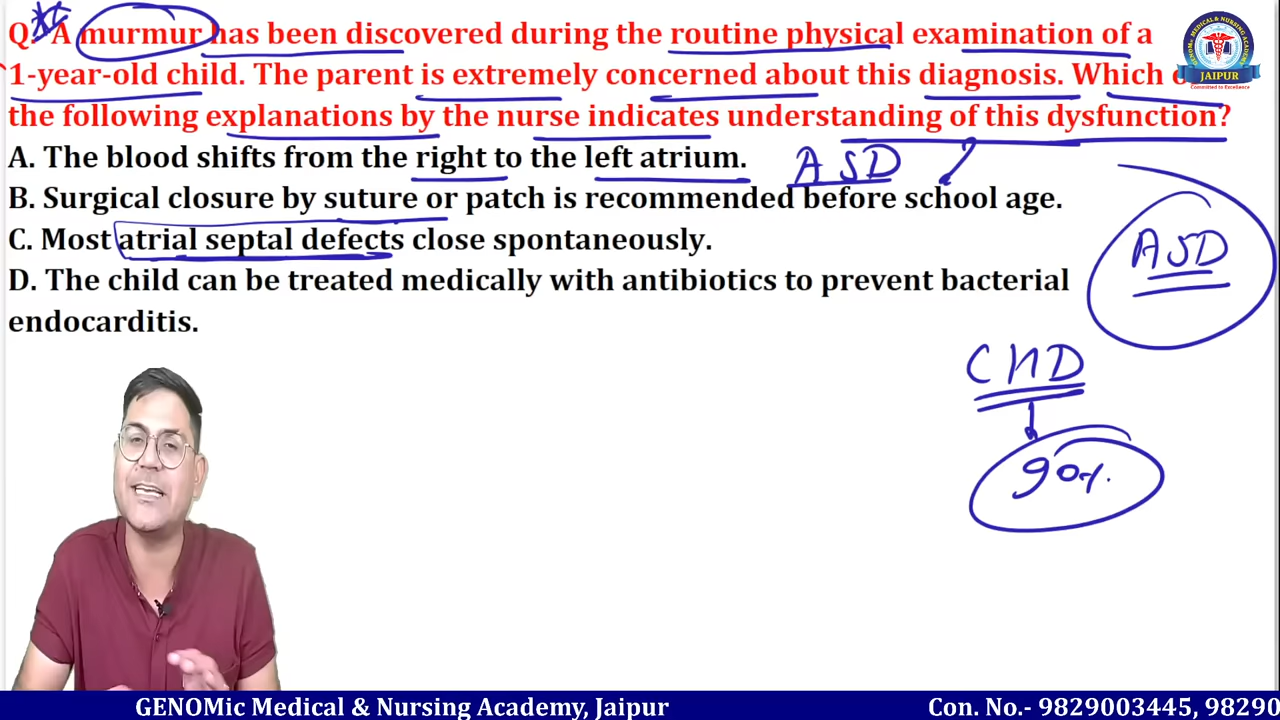 Q A murmur has been discovered during the routine physical examination of a
1-year-old child. The parent is extremely concerned about this diagnosis. Which
the following explanations by the nurse indicates understanding of this dysfunction?
A. The blood shifts from the right to the left atrium.
ASD
B. Surgical closure by suture or patch is recommended before school age.
C. Most atrial septal defects close spontaneously.
ASD
D. The child can be treated medically with antibiotics to prevent bacterial
endocarditis.
CHD
90%
JAIPUR
GENOMic Medical & Nursing Academy, Jaipur
Con. No. - 9829003445, 98290